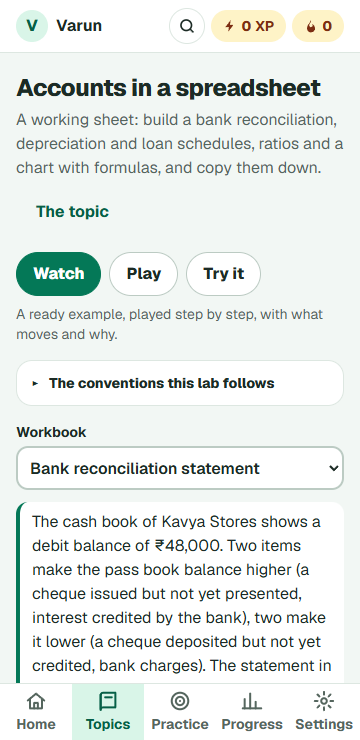 V Varun 0 XP 0
Accounts in a spreadsheet
A working sheet: build a bank reconciliation,
depreciation and loan schedules, ratios and a
chart with formulas, and copy them down.
The topic
Watch Play Try it
A ready example, played step by step, with what
moves and why.
The conventions this lab follows
Workbook
Bank reconciliation statement
The cash book of Kavya Stores shows a
debit balance of ₹48,000. Two items
make the pass book balance higher (a
cheque issued but not yet presented,
interest credited by the bank), two make
it lower (a cheque deposited but not yet
credited, bank charges). The statement in
Home Topics Practice Progress Settings